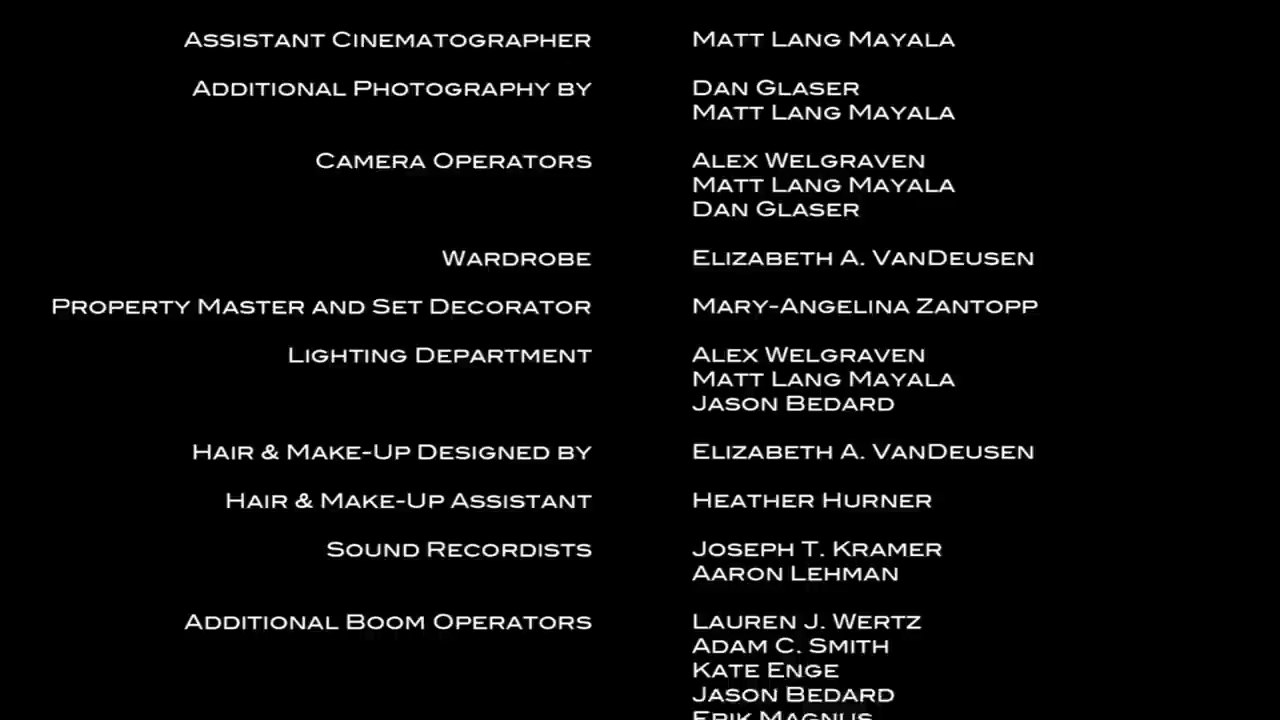 Assistant Cinematographer Matt Lang Mayala
Additional Photography by Dan Glaser
Matt Lang Mayala
Camera Operators Alex Welgraven
Matt Lang Mayala
Dan Glaser
Wardrobe Elizabeth A. VanDeusen
Property Master and Set Decorator Mary-Angelina Zantopp
Lighting Department Alex Welgraven
Matt Lang Mayala
Jason Bedard
Hair & Make-Up Designed by Elizabeth A. VanDeusen
Hair & Make-Up Assistant Heather Hurner
Sound Recordists Joseph T. Kramer
Aaron Lehman
Additional Boom Operators Lauren J. Wertz
Adam C. Smith
Kate Enge
Jason Bedard
Erik Magnus